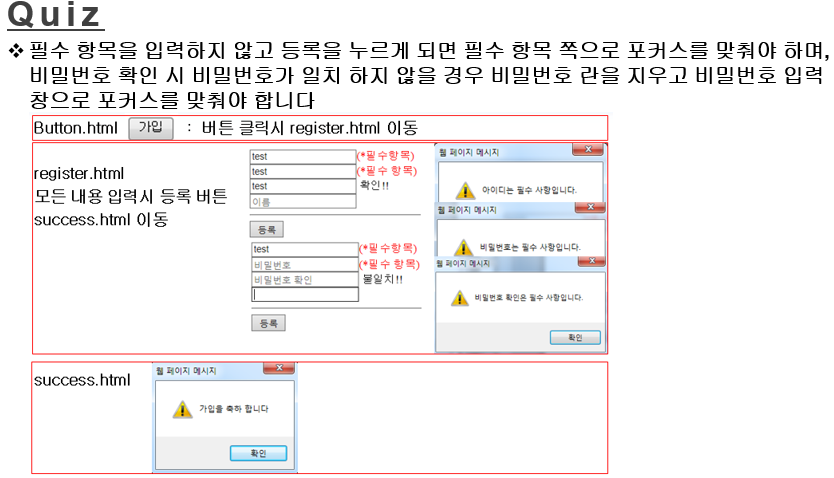 Quiz
❖ 필수 항목을 입력하지 않고 등록을 누르게 되면 필수 항목 쪽으로 포커스를 맞춰야 하며,
비밀번호 확인 시 비밀번호가 일치 하지 않을 경우 비밀번호 란을 지우고 비밀번호 입력
창으로 포커스를 맞춰야 합니다
Button.html 가입 : 버튼 클릭시 register.html 이동
register.html
모든 내용 입력시 등록 버튼
success.html 이동
test (*필수항목)
test (*필수 항목)
test 확인!!
이름
등록
test (*필수항목)
비밀번호 (*필수 항목)
비밀번호 확인 불일치!!
등록
웹 페이지 메시지
아이디는 필수 사항입니다.
웹 페이지 메시지
비밀번호는 필수 사항입니다.
웹 페이지 메시지
비밀번호 확인은 필수 사항입니다.
확인
success.html
웹 페이지 메시지
가입을 축하 합니다
확인